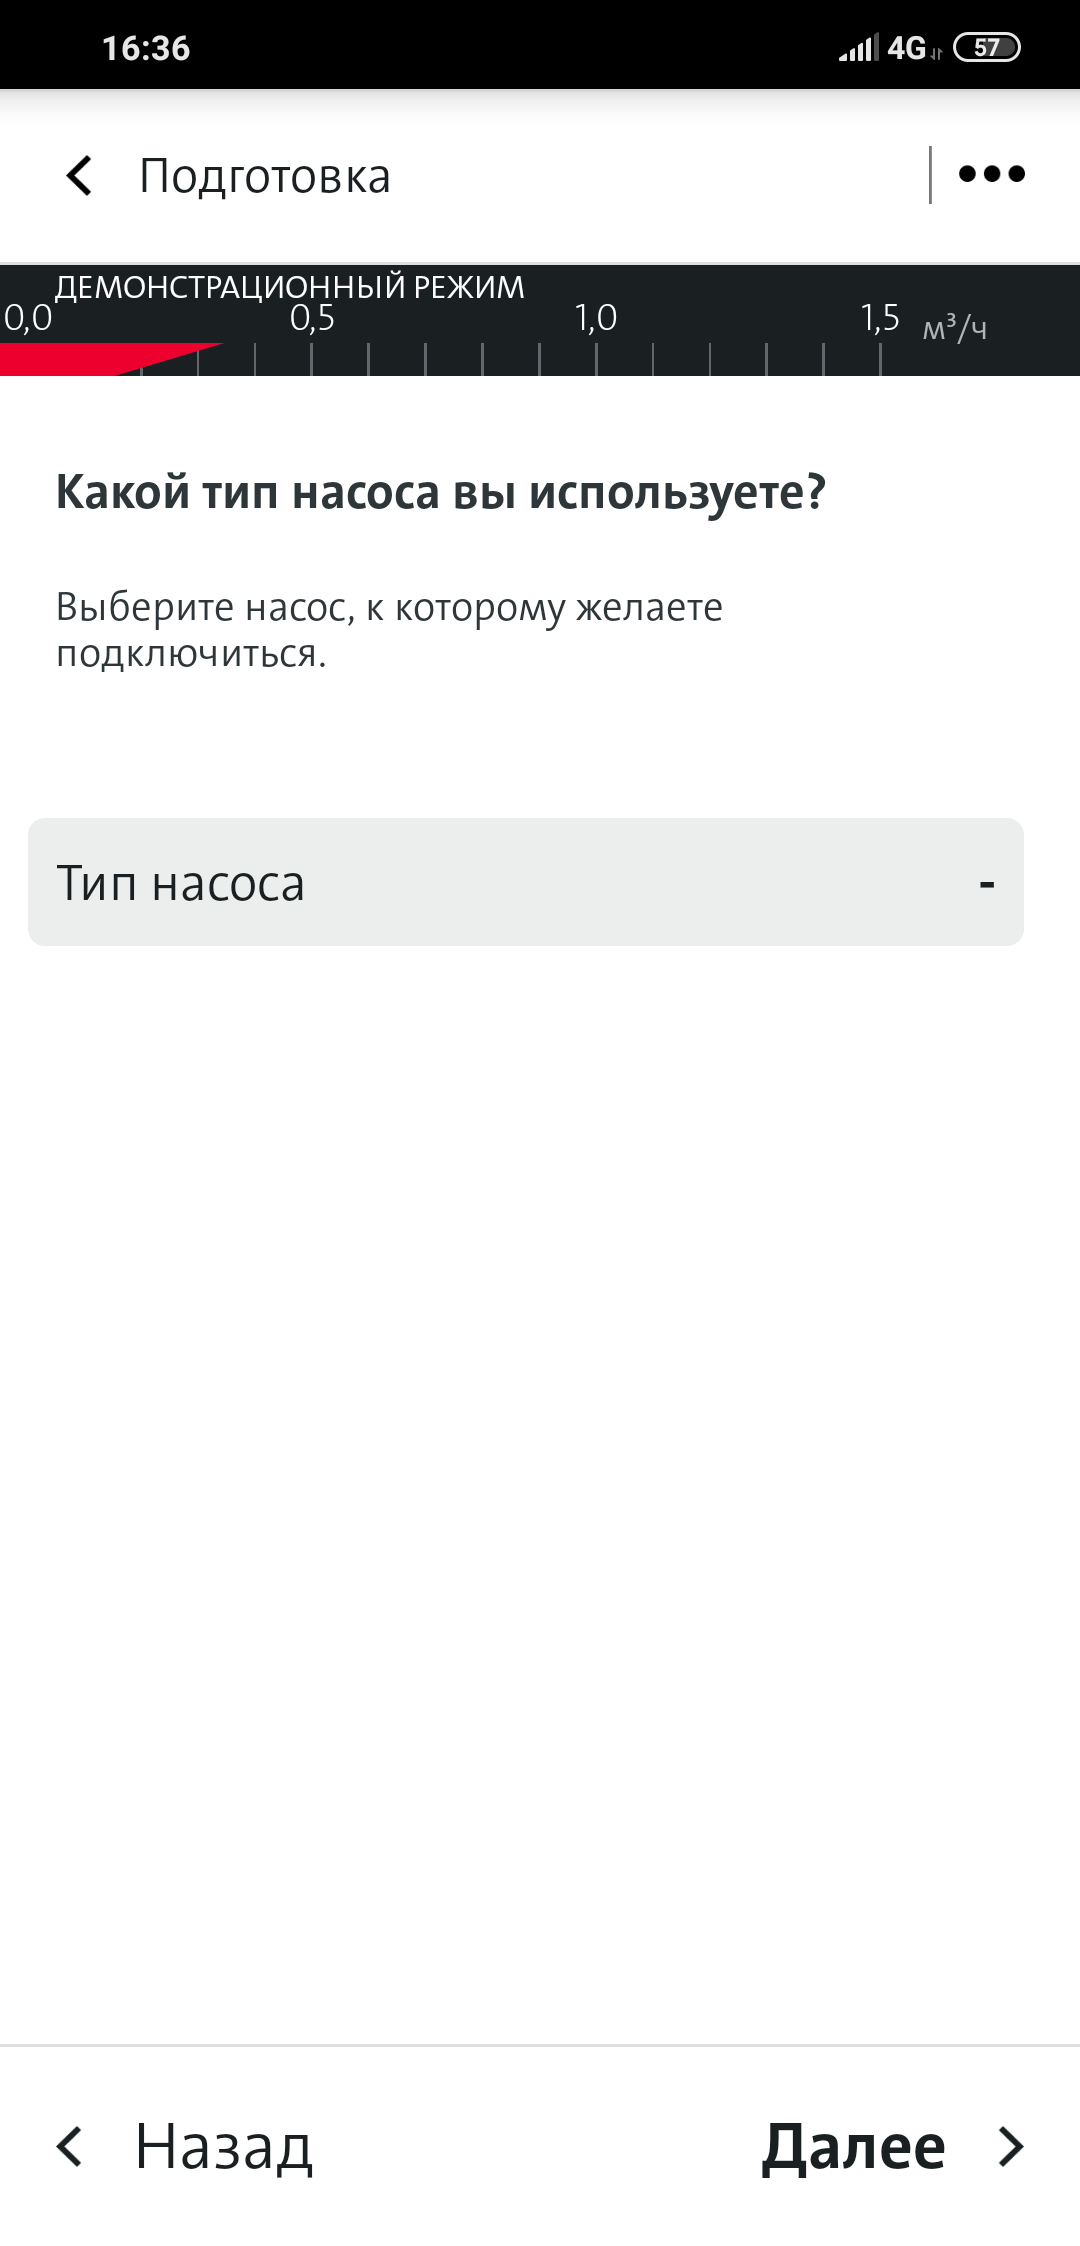 16:36
4G 57
Подготовка
ДЕМОНСТРАЦИОННЫЙ РЕЖИМ
0,0 0,5 1,0 1,5 м³/ч
Какой тип насоса вы используете?
Выберите насос, к которому желаете
подключиться.
Тип насоса -
Назад Далее